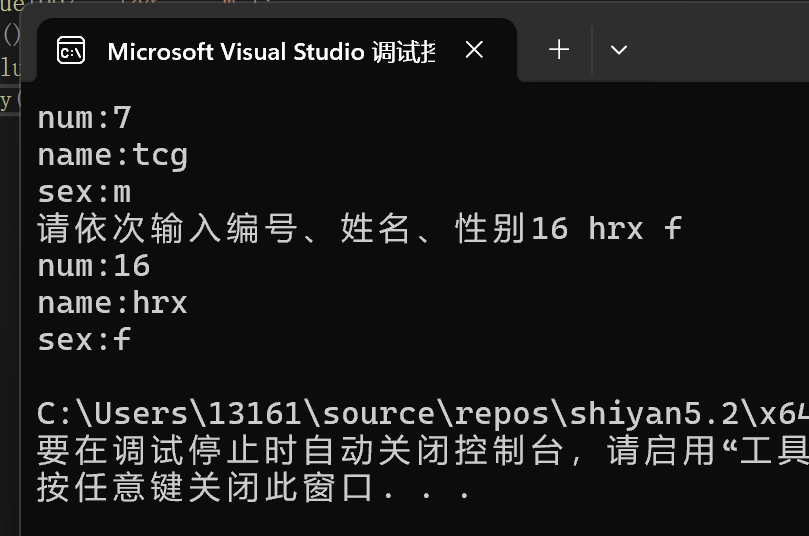 Microsoft Visual Studio 调试
num:7
name:tcg
sex:m
请依次输入编号、姓名、性别16 hrx f
num:16
name:hrx
sex:f
C:\Users\13161\source\repos\shiyan5.2\x64
要在调试停止时自动关闭控制台，请启用“工具
按任意键关闭此窗口. . .